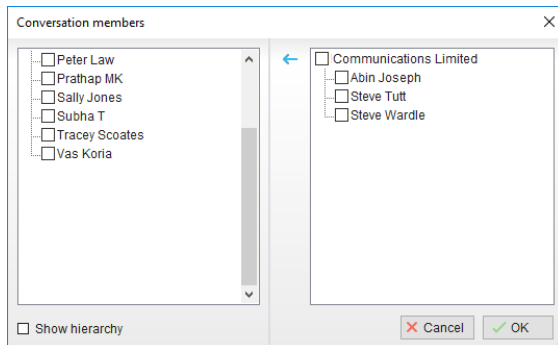 Conversation members
Peter Law
Prathap MK
Sally Jones
Subha T
Tracey Scoates
Vas Koria
Communications Limited
Abin Joseph
Steve Tutt
Steve Wardle
Show hierarchy
Cancel
OK